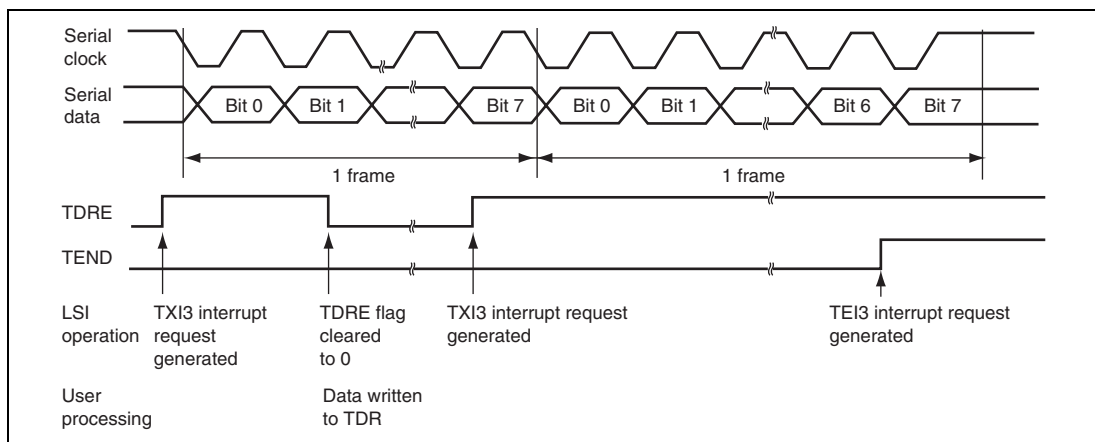 Serial
clock
Serial
data
Bit 0
Bit 1
Bit 7
Bit 0
Bit 1
Bit 6
Bit 7
1 frame
1 frame
TDRE
TEND
LSI
operation
TXI3 interrupt
request
generated
TDRE flag
cleared
to 0
TXI3 interrupt request
generated
TEI3 interrupt request
generated
User
processing
Data written
to TDR